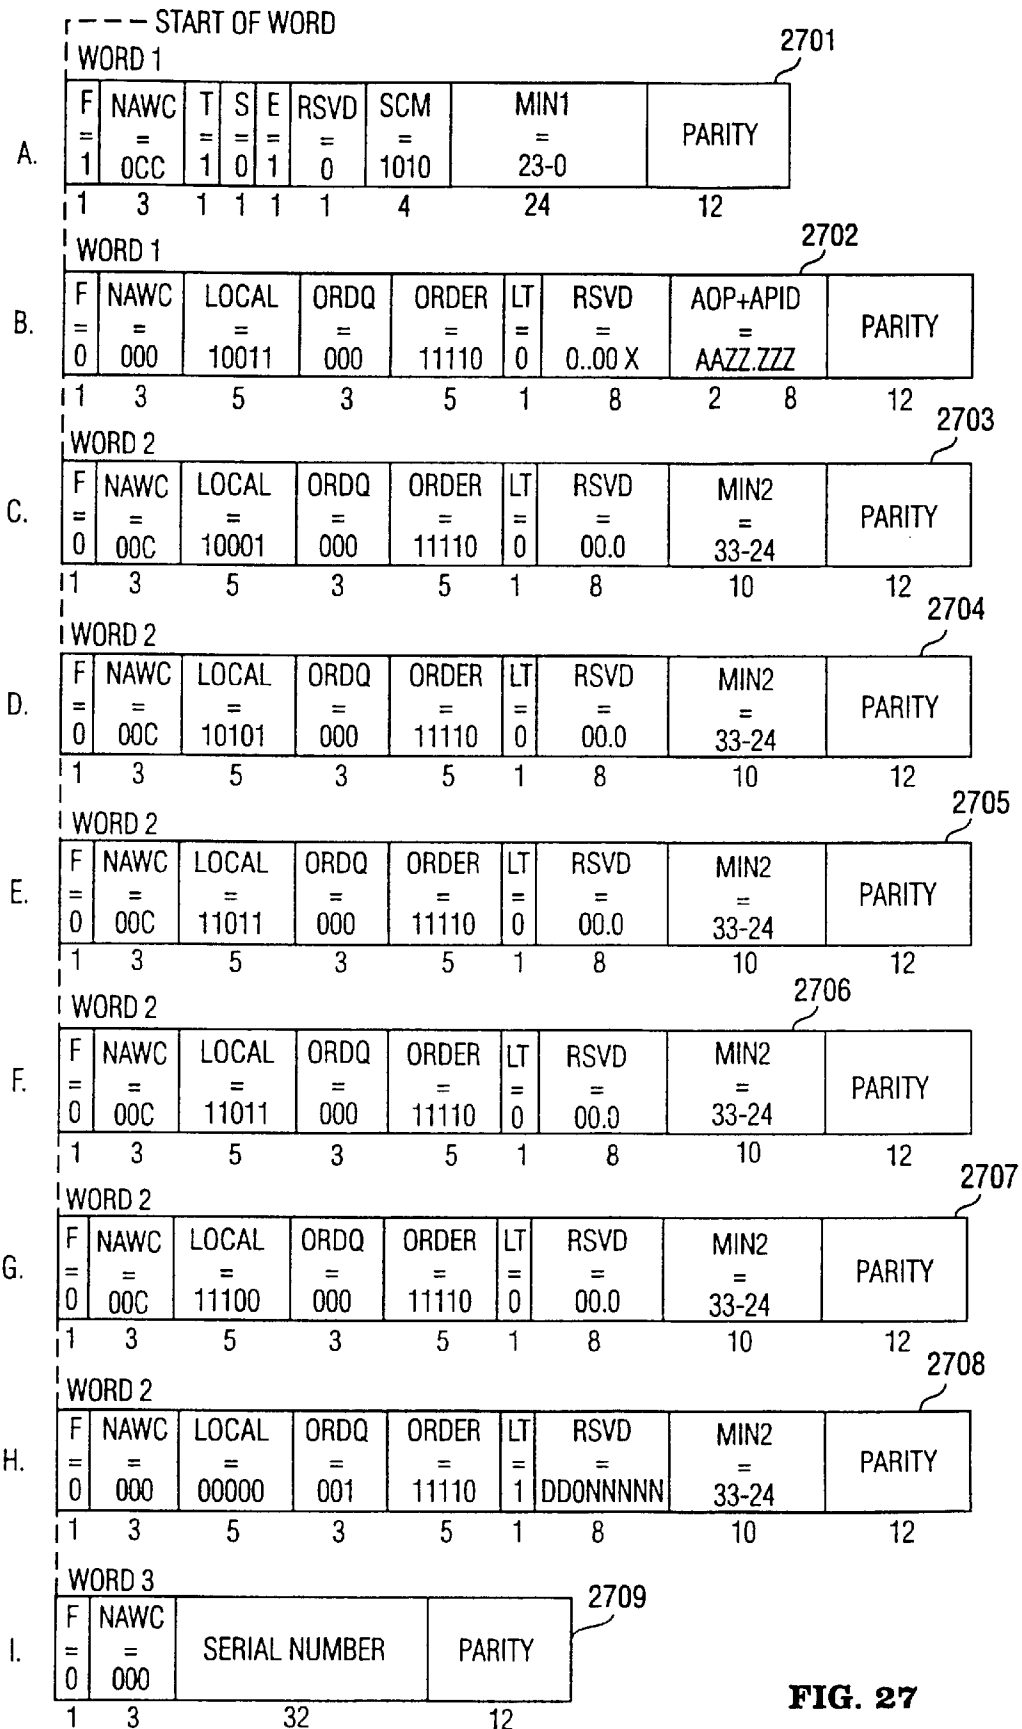 START OF WORD
WORD 1
2701
A.
F = 1 NAWC = 0CC T = 1 S = 0 E = 1 RSVD = 0 SCM = 1010 MIN1 = 23-0 PARITY
1 3 1 1 1 1 4 24 12
WORD 1
2702
B.
F = 0 NAWC = 000 LOCAL = 10011 ORDQ = 000 ORDER = 11110 LT = 0 RSVD = 0..00 X AOP+APID = AAZZ.ZZZ PARITY
1 3 5 3 5 1 8 2 8 12
WORD 2
2703
C.
F = 0 NAWC = 00C LOCAL = 10001 ORDQ = 000 ORDER = 11110 LT = 0 RSVD = 00.0 MIN2 = 33-24 PARITY
1 3 5 3 5 1 8 10 12
WORD 2
2704
D.
F = 0 NAWC = 00C LOCAL = 10101 ORDQ = 000 ORDER = 11110 LT = 0 RSVD = 00.0 MIN2 = 33-24 PARITY
1 3 5 3 5 1 8 10 12
WORD 2
2705
E.
F = 0 NAWC = 00C LOCAL = 11011 ORDQ = 000 ORDER = 11110 LT = 0 RSVD = 00.0 MIN2 = 33-24 PARITY
1 3 5 3 5 1 8 10 12
WORD 2
2706
F.
F = 0 NAWC = 00C LOCAL = 11011 ORDQ = 000 ORDER = 11110 LT = 0 RSVD = 00.0 MIN2 = 33-24 PARITY
1 3 5 3 5 1 8 10 12
WORD 2
2707
G.
F = 0 NAWC = 00C LOCAL = 11100 ORDQ = 000 ORDER = 11110 LT = 0 RSVD = 00.0 MIN2 = 33-24 PARITY
1 3 5 3 5 1 8 10 12
WORD 2
2708
H.
F = 0 NAWC = 000 LOCAL = 00000 ORDQ = 001 ORDER = 11110 LT = 1 RSVD = DD0NNNNN MIN2 = 33-24 PARITY
1 3 5 3 5 1 8 10 12
WORD 3
2709
I.
F = 0 NAWC = 000 SERIAL NUMBER PARITY
1 3 32 12
FIG. 27